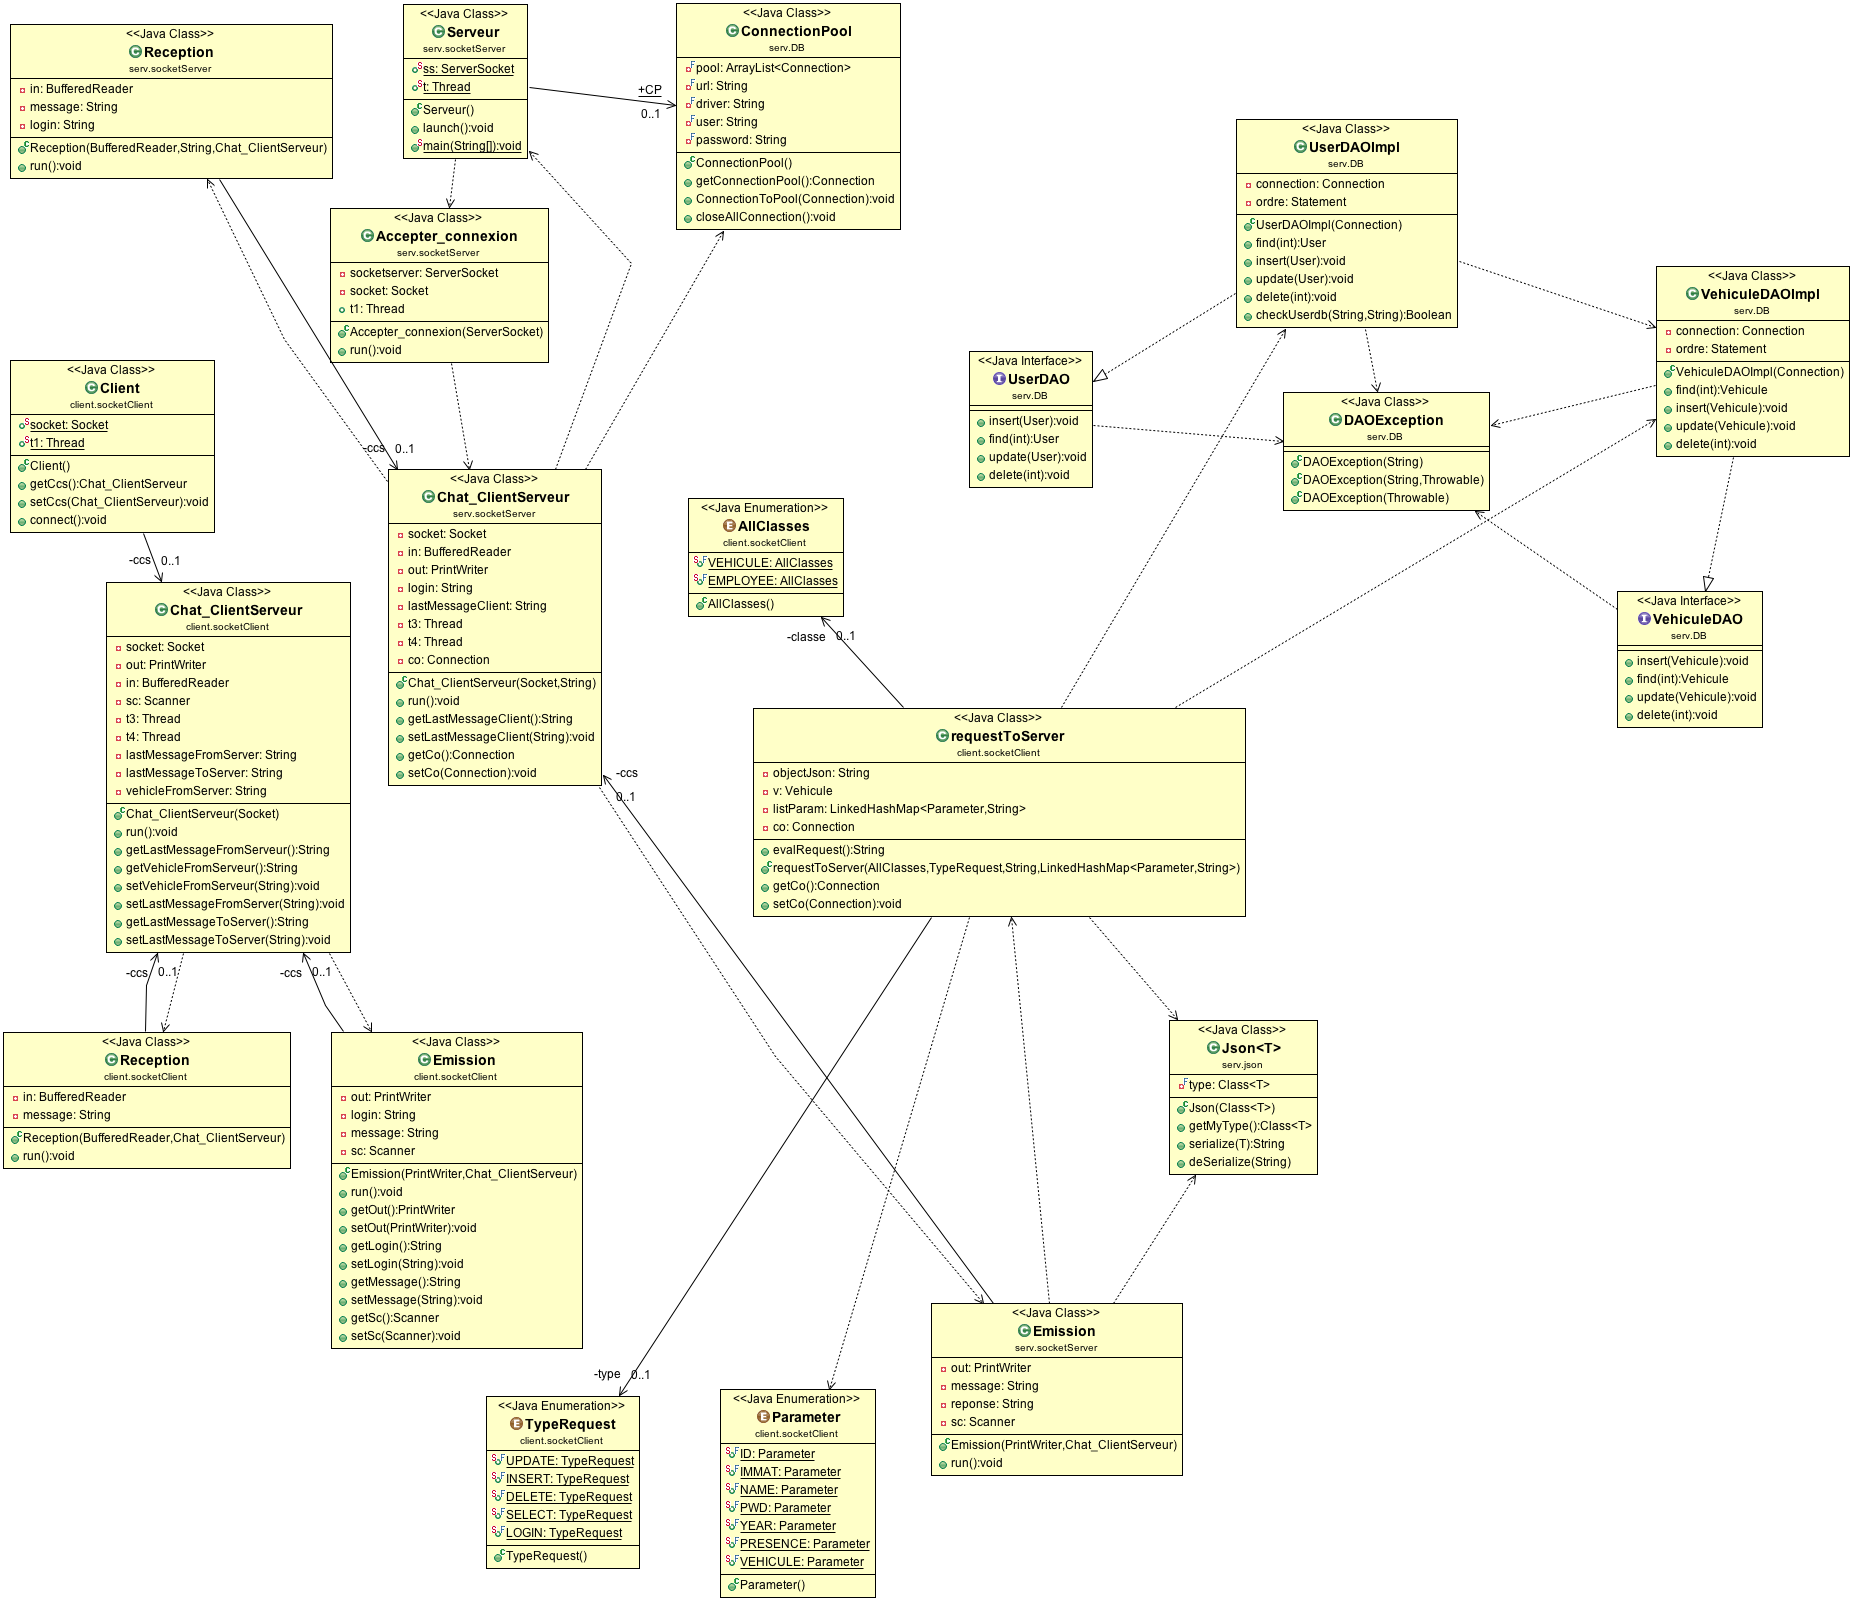 <<Java Class>>
Reception
serv.socketServer
in: BufferedReader
message: String
login: String
Reception(BufferedReader,String,Chat_ClientServeur)
run():void
<<Java Class>>
Serveur
serv.socketServer
ss: ServerSocket
t: Thread
Serveur()
launch():void
main(String[]):void
+CP
0..1
<<Java Class>>
ConnectionPool
serv.DB
pool: ArrayList<Connection>
url: String
driver: String
user: String
password: String
ConnectionPool()
getConnectionPool():Connection
ConnectionToPool(Connection):void
closeAllConnection():void
<<Java Class>>
Accepter_connexion
serv.socketServer
socketserver: ServerSocket
socket: Socket
t1: Thread
Accepter_connexion(ServerSocket)
run():void
<<Java Class>>
UserDAOImpl
serv.DB
connection: Connection
ordre: Statement
UserDAOImpl(Connection)
find(int):User
insert(User):void
update(User):void
delete(int):void
checkUserdb(String,String):Boolean
<<Java Class>>
VehiculeDAOImpl
serv.DB
connection: Connection
ordre: Statement
VehiculeDAOImpl(Connection)
find(int):Vehicule
insert(Vehicule):void
update(Vehicule):void
delete(int):void
<<Java Interface>>
UserDAO
serv.DB
insert(User):void
find(int):User
update(User):void
delete(int):void
<<Java Class>>
DAOException
serv.DB
DAOException(String)
DAOException(String,Throwable)
DAOException(Throwable)
<<Java Interface>>
VehiculeDAO
serv.DB
insert(Vehicule):void
find(int):Vehicule
update(Vehicule):void
delete(int):void
<<Java Class>>
Client
client.socketClient
socket: Socket
t1: Thread
Client()
getCcs():Chat_ClientServeur
setCcs(Chat_ClientServeur):void
connect():void
-ccs 0..1
-ccs 0..1
<<Java Class>>
Chat_ClientServeur
serv.socketServer
socket: Socket
in: BufferedReader
out: PrintWriter
login: String
lastMessageClient: String
t3: Thread
t4: Thread
co: Connection
Chat_ClientServeur(Socket,String)
run():void
getLastMessageClient():String
setLastMessageClient(String):void
getCo():Connection
setCo(Connection):void
-ccs
0..1
<<Java Enumeration>>
AllClasses
client.socketClient
VEHICULE: AllClasses
EMPLOYEE: AllClasses
AllClasses()
-classe 0..1
<<Java Class>>
Chat_ClientServeur
client.socketClient
socket: Socket
out: PrintWriter
in: BufferedReader
sc: Scanner
t3: Thread
t4: Thread
lastMessageFromServer: String
lastMessageToServer: String
vehicleFromServer: String
Chat_ClientServeur(Socket)
run():void
getLastMessageFromServeur():String
getVehicleFromServeur():String
setVehicleFromServeur(String):void
setLastMessageFromServer(String):void
getLastMessageToServer():String
setLastMessageToServer(String):void
-ccs 0..1
-ccs 0..1
<<Java Class>>
requestToServer
client.socketClient
objectJson: String
v: Vehicule
listParam: LinkedHashMap<Parameter,String>
co: Connection
evalRequest():String
requestToServer(AllClasses,TypeRequest,String,LinkedHashMap<Parameter,String>)
getCo():Connection
setCo(Connection):void
<<Java Class>>
Reception
client.socketClient
in: BufferedReader
message: String
Reception(BufferedReader,Chat_ClientServeur)
run():void
<<Java Class>>
Emission
client.socketClient
out: PrintWriter
login: String
message: String
sc: Scanner
Emission(PrintWriter,Chat_ClientServeur)
run():void
getOut():PrintWriter
setOut(PrintWriter):void
getLogin():String
setLogin(String):void
getMessage():String
setMessage(String):void
getSc():Scanner
setSc(Scanner):void
<<Java Class>>
Json<T>
serv.json
type: Class<T>
Json(Class<T>)
getMyType():Class<T>
serialize(T):String
deSerialize(String)
<<Java Class>>
Emission
serv.socketServer
out: PrintWriter
message: String
reponse: String
sc: Scanner
Emission(PrintWriter,Chat_ClientServeur)
run():void
-type 0..1
<<Java Enumeration>>
TypeRequest
client.socketClient
UPDATE: TypeRequest
INSERT: TypeRequest
DELETE: TypeRequest
SELECT: TypeRequest
LOGIN: TypeRequest
TypeRequest()
<<Java Enumeration>>
Parameter
client.socketClient
ID: Parameter
IMMAT: Parameter
NAME: Parameter
PWD: Parameter
YEAR: Parameter
PRESENCE: Parameter
VEHICULE: Parameter
Parameter()